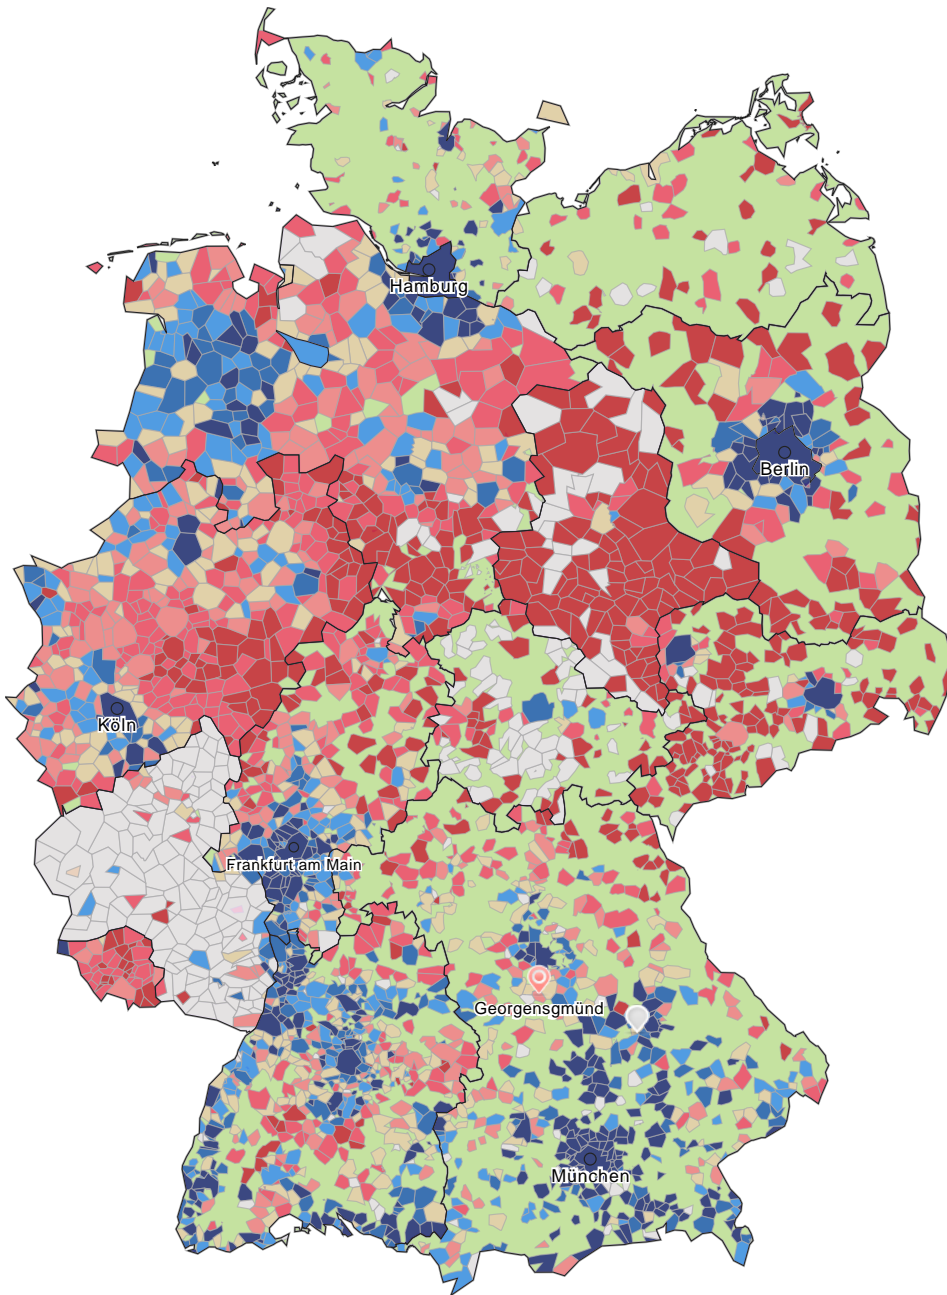 Hamburg
Berlin
Köln
Frankfurt am Main
Georgensgmünd
München